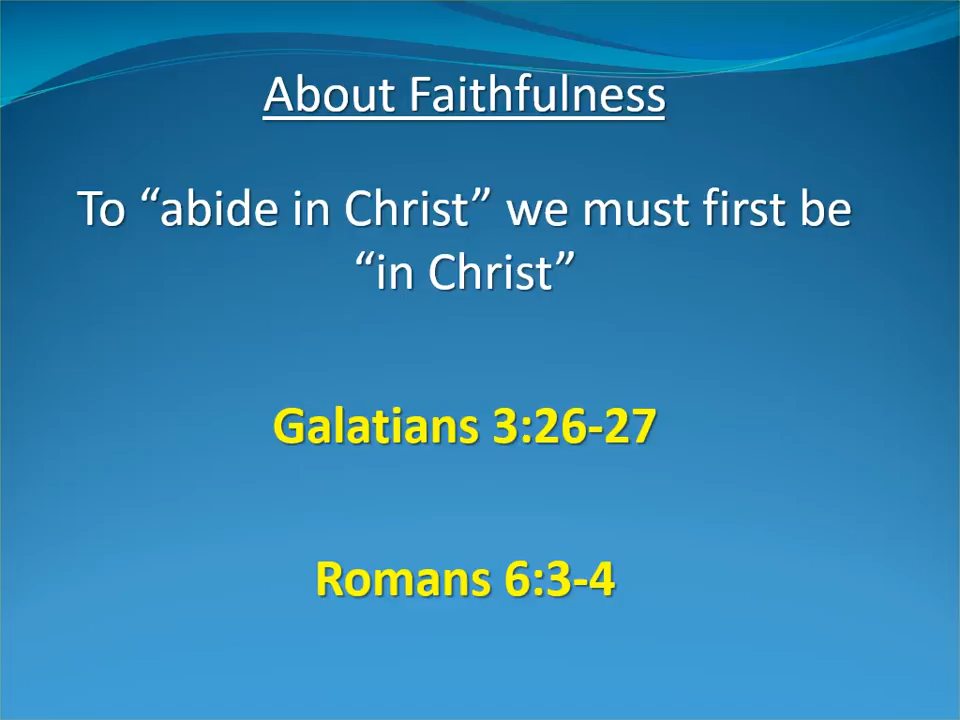 About Faithfulness
To “abide in Christ” we must first be
“in Christ”
Galatians 3:26-27
Romans 6:3-4